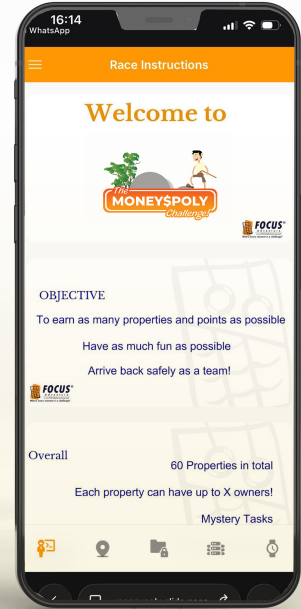 16:14
WhatsApp
Race Instructions
Welcome to
The
MONEY$POLY
Challenge!
FOCUS
OBJECTIVE
To earn as many properties and points as possible
Have as much fun as possible
Arrive back safely as a team!
FOCUS
Overall
60 Properties in total
Each property can have up to X owners!
Mystery Tasks